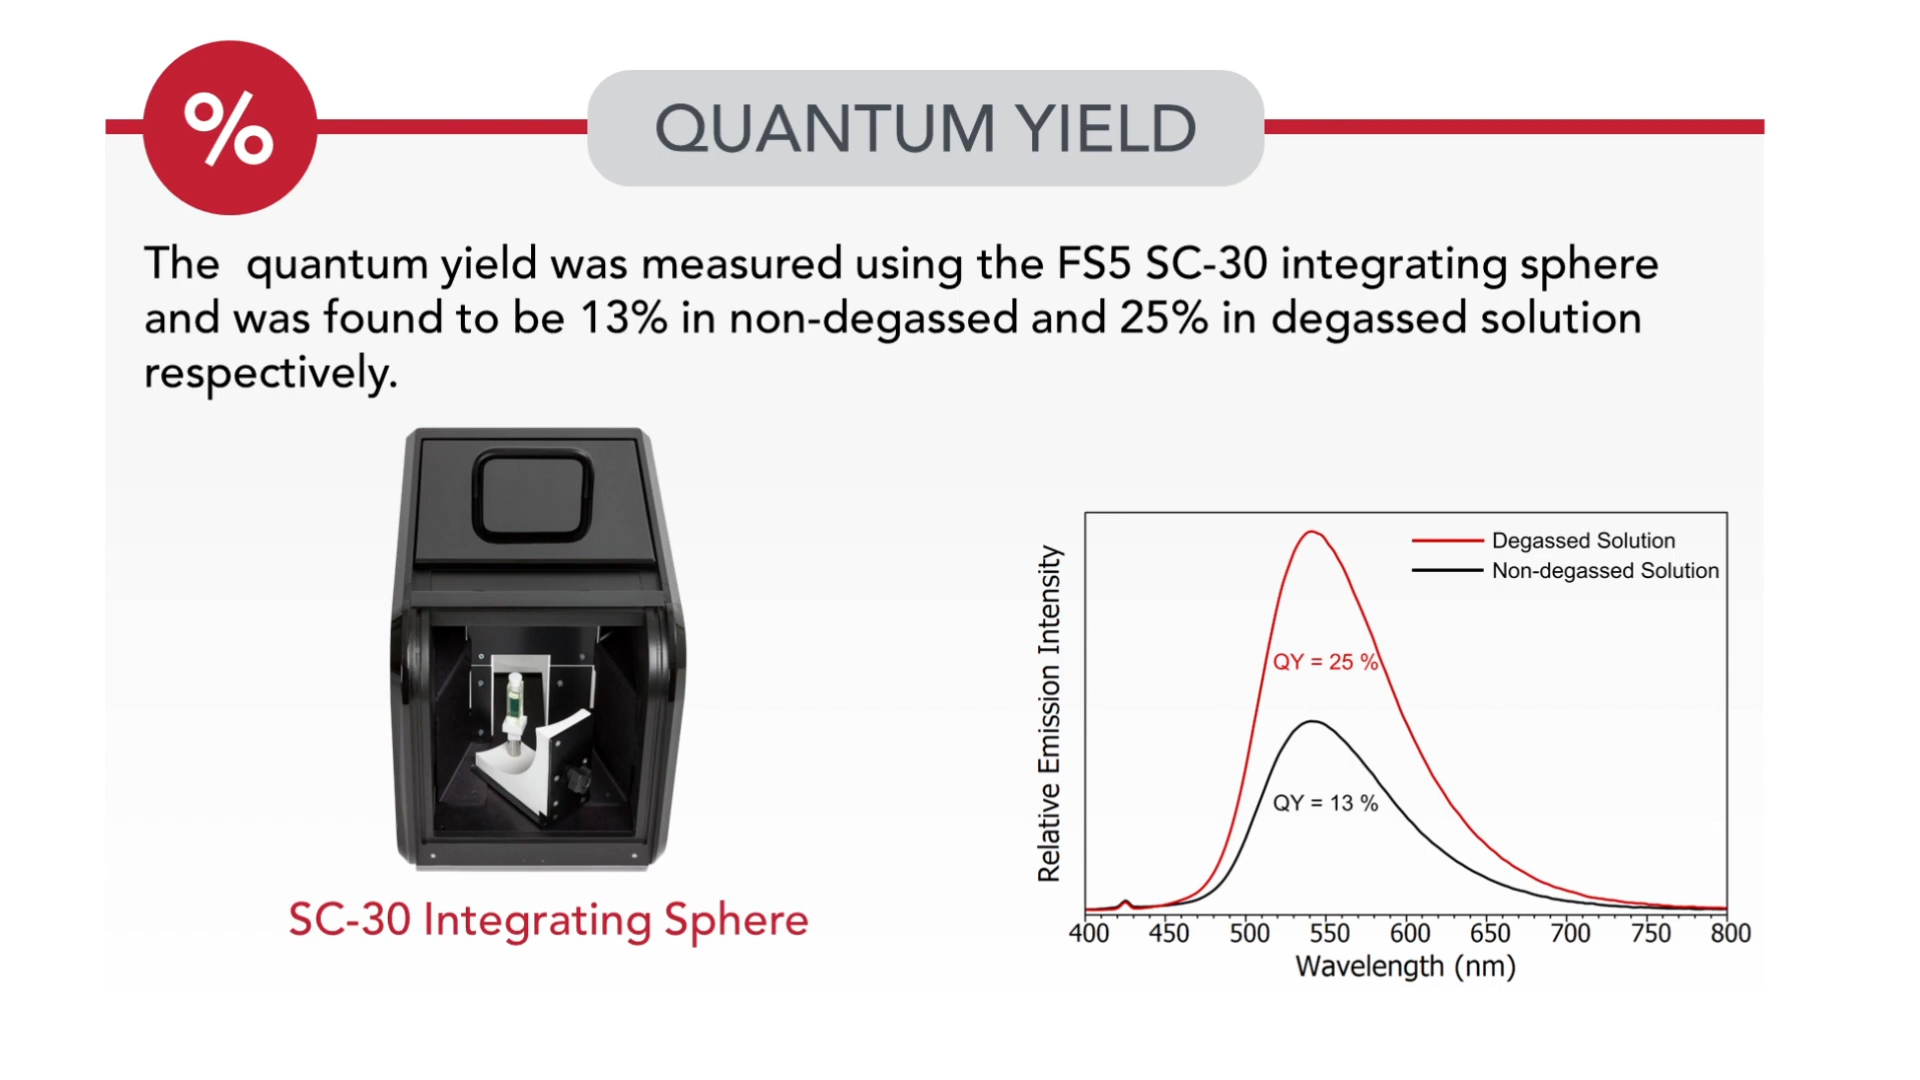 %
QUANTUM YIELD
The quantum yield was measured using the FS5 SC-30 integrating sphere
and was found to be 13% in non-degassed and 25% in degassed solution
respectively.
SC-30 Integrating Sphere
Relative Emission Intensity
Degassed Solution
Non-degassed Solution
QY = 25 %
QY = 13 %
400 450 500 550 600 650 700 750 800
Wavelength (nm)